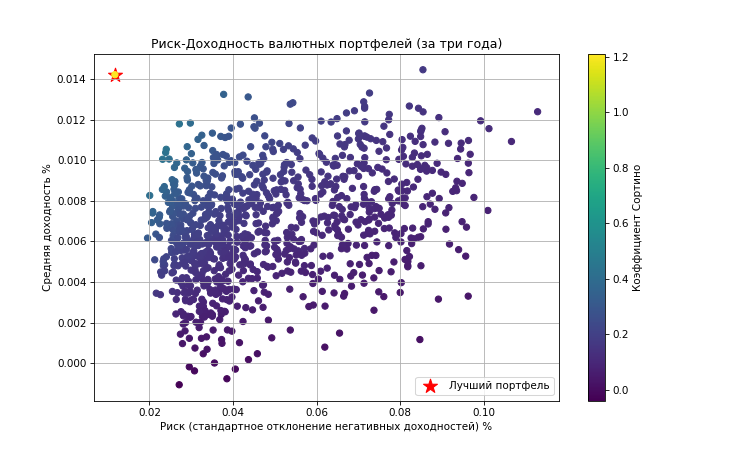 Риск-Доходность валютных портфелей (за три года)
0.014
0.012
0.010
0.008
0.006
0.004
0.002
0.000
Средняя доходность %
0.02 0.04 0.06 0.08 0.10
Риск (стандартное отклонение негативных доходностей) %
Лучший портфель
1.2
1.0
0.8
0.6
0.4
0.2
0.0
Коэффициент Сортино